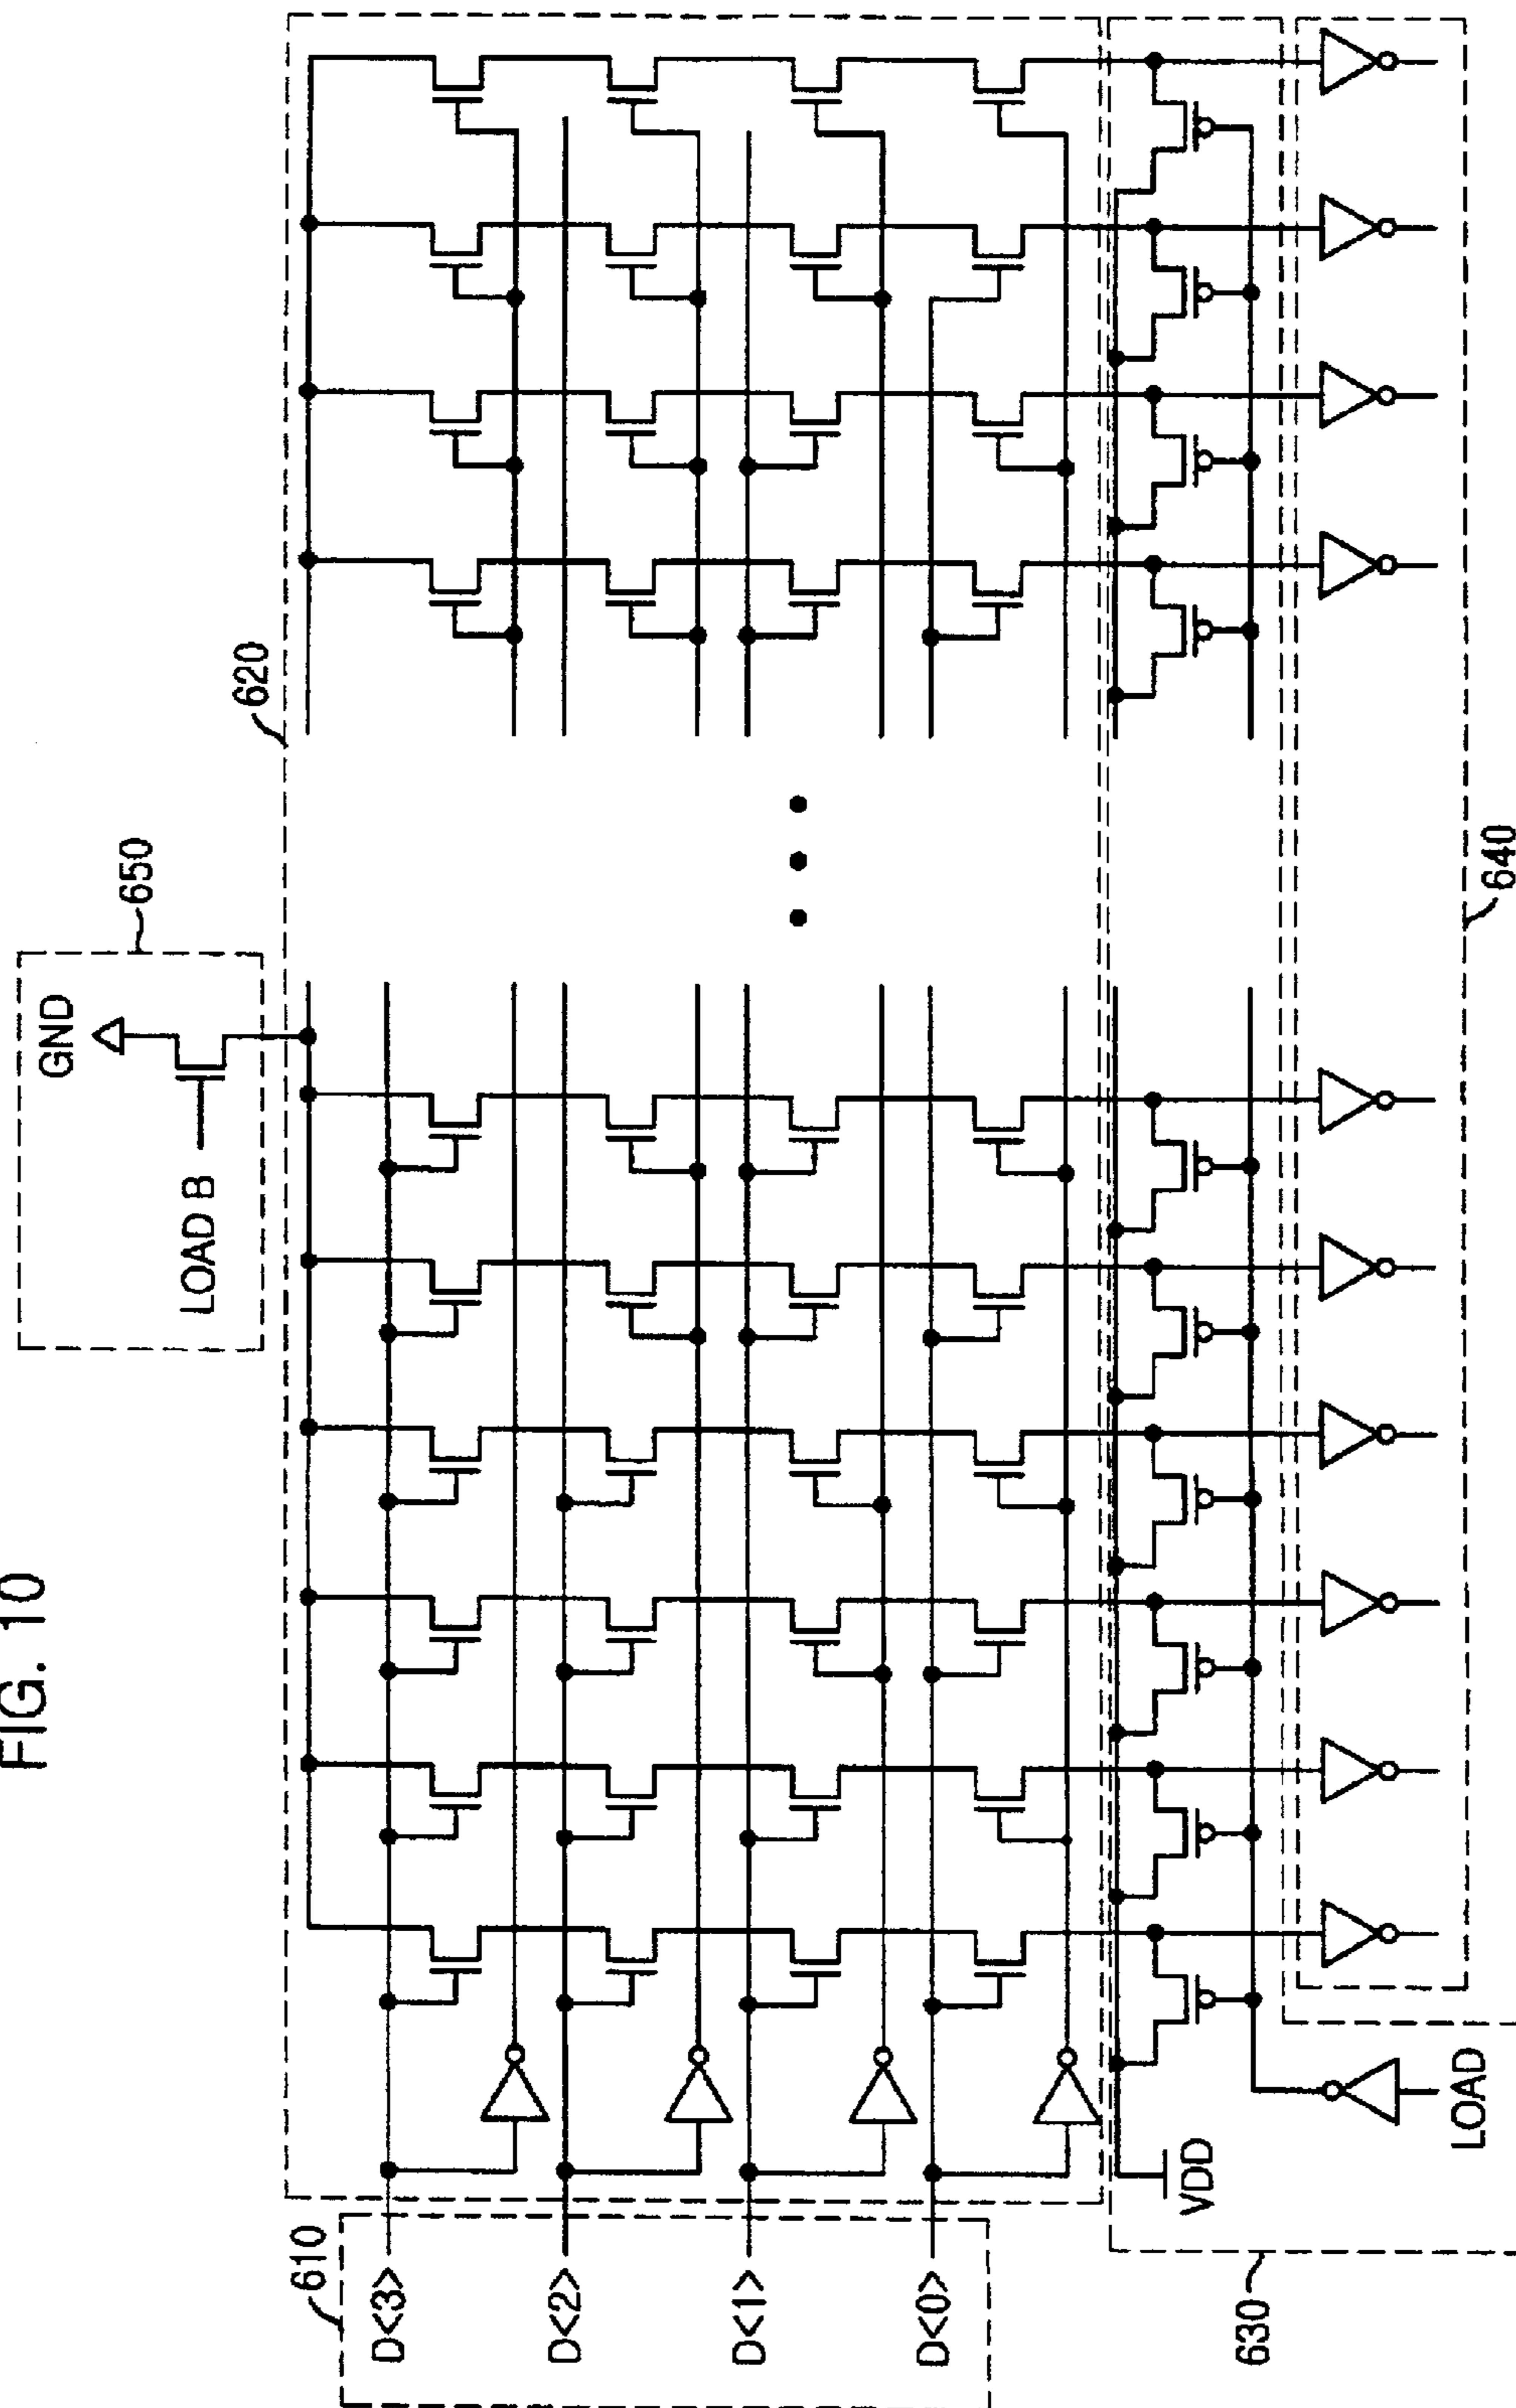 FIG. 10
GND
650
LOAD B
620
610
D<3>
D<2>
D<1>
D<0>
630
VDD
LOAD
640